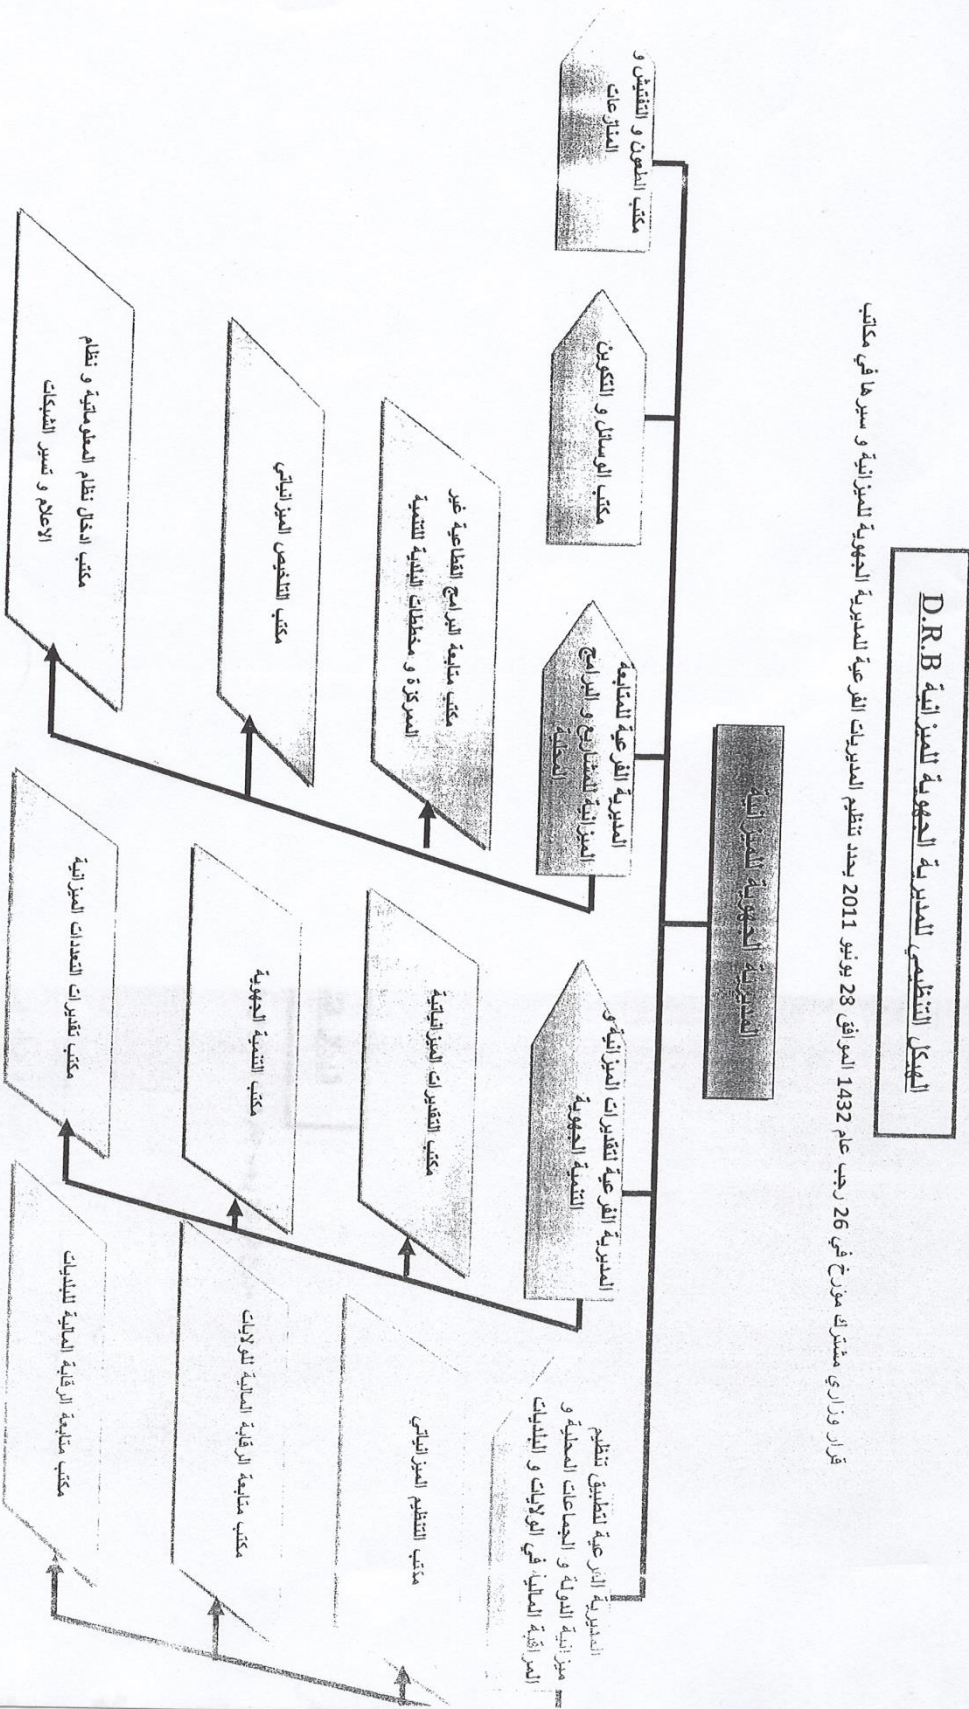 الهيكل التنظيمي للمديرية الجهوية للميزانية D.R.B
قرار وزاري مشترك مؤرخ في 26 رجب عام 1432 الموافق 28 يونيو 2011 يحدد تنظيم المديريات الفرعية للمديرية الجهوية للميزانية و سيرها في مكاتب
المديرية الجهوية للميزانية
المديرية الفرعية لتطبيق تنظيم
ميزانية الدولة و الجماعات المحلية و
المراقبة المالية في الولايات و البلديات
مكتب التنظيم الميزانياتي
مكتب متابعة الرقابة المالية للولايات
مكتب متابعة الرقابة المالية للبلديات
المديرية الفرعية لتقديرات الميزانية و
التنمية الجهوية
مكتب التقديرات الميزانياتية
مكتب التنمية الجهوية
مكتب تقديرات التعددات الميزانية
المديرية الفرعية للمتابعة
الميزانية للمشاريع و البرامج
المحلية
مكتب متابعة البرامج القطاعية غير
الممركزة و مخططات البلدية للتنمية
مكتب التلخيص الميزانياتي
مكتب ادخال نظام المعلوماتية و نظام
الاعلام و تسير الشبكات
مكتب الوسائل و التكوين
مكتب الطعون و التفتيش و
المنازعات